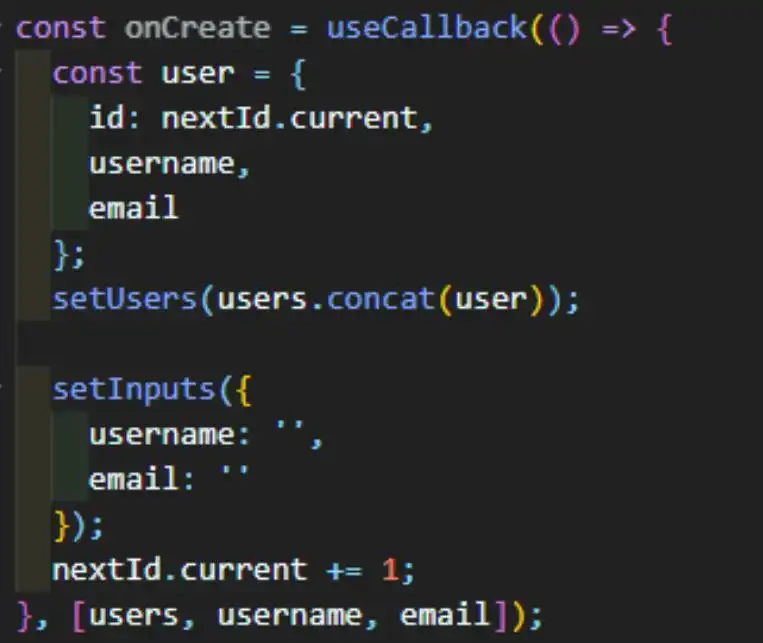 const onCreate = useCallback(() => {
const user = {
id: nextId.current,
username,
email
};
setUsers(users.concat(user));
setInputs({
username: '',
email: ''
});
nextId.current += 1;
}, [users, username, email]);